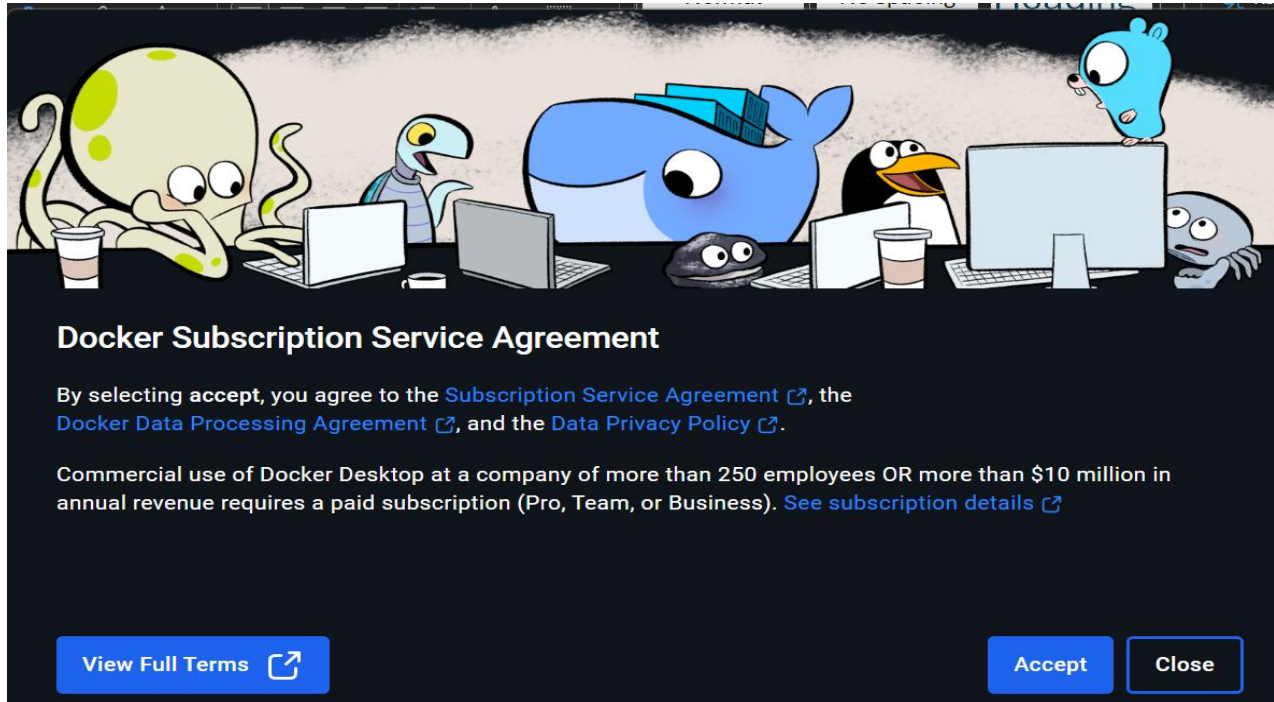 Docker Subscription Service Agreement
By selecting accept, you agree to the Subscription Service Agreement, the
Docker Data Processing Agreement, and the Data Privacy Policy.
Commercial use of Docker Desktop at a company of more than 250 employees OR more than $10 million in
annual revenue requires a paid subscription (Pro, Team, or Business). See subscription details
View Full Terms
Accept
Close